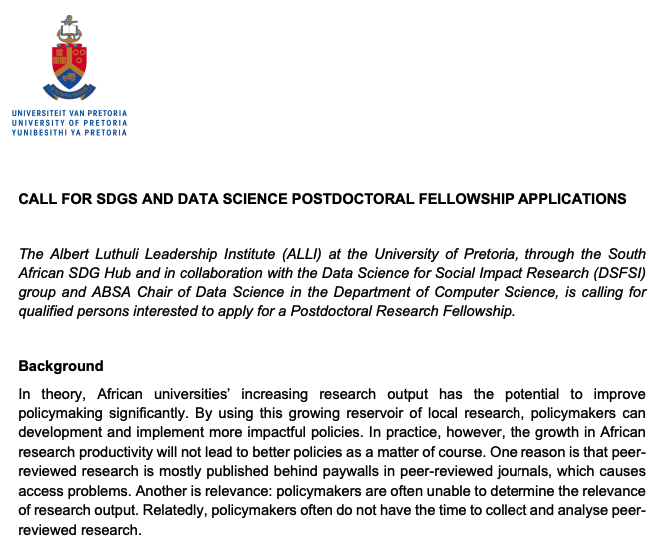 UNIVERSITEIT VAN PRETORIA
UNIVERSITY OF PRETORIA
YUNIBESITHI YA PRETORIA
CALL FOR SDGS AND DATA SCIENCE POSTDOCTORAL FELLOWSHIP APPLICATIONS
The Albert Luthuli Leadership Institute (ALLI) at the University of Pretoria, through the South
African SDG Hub and in collaboration with the Data Science for Social Impact Research (DSFSI)
group and ABSA Chair of Data Science in the Department of Computer Science, is calling for
qualified persons interested to apply for a Postdoctoral Research Fellowship.
Background
In theory, African universities' increasing research output has the potential to improve
policymaking significantly. By using this growing reservoir of local research, policymakers can
development and implement more impactful policies. In practice, however, the growth in African
research productivity will not lead to better policies as a matter of course. One reason is that peer-
reviewed research is mostly published behind paywalls in peer-reviewed journals, which causes
access problems. Another is relevance: policymakers are often unable to determine the relevance
of research output. Relatedly, policymakers often do not have the time to collect and analyse peer-
reviewed research.